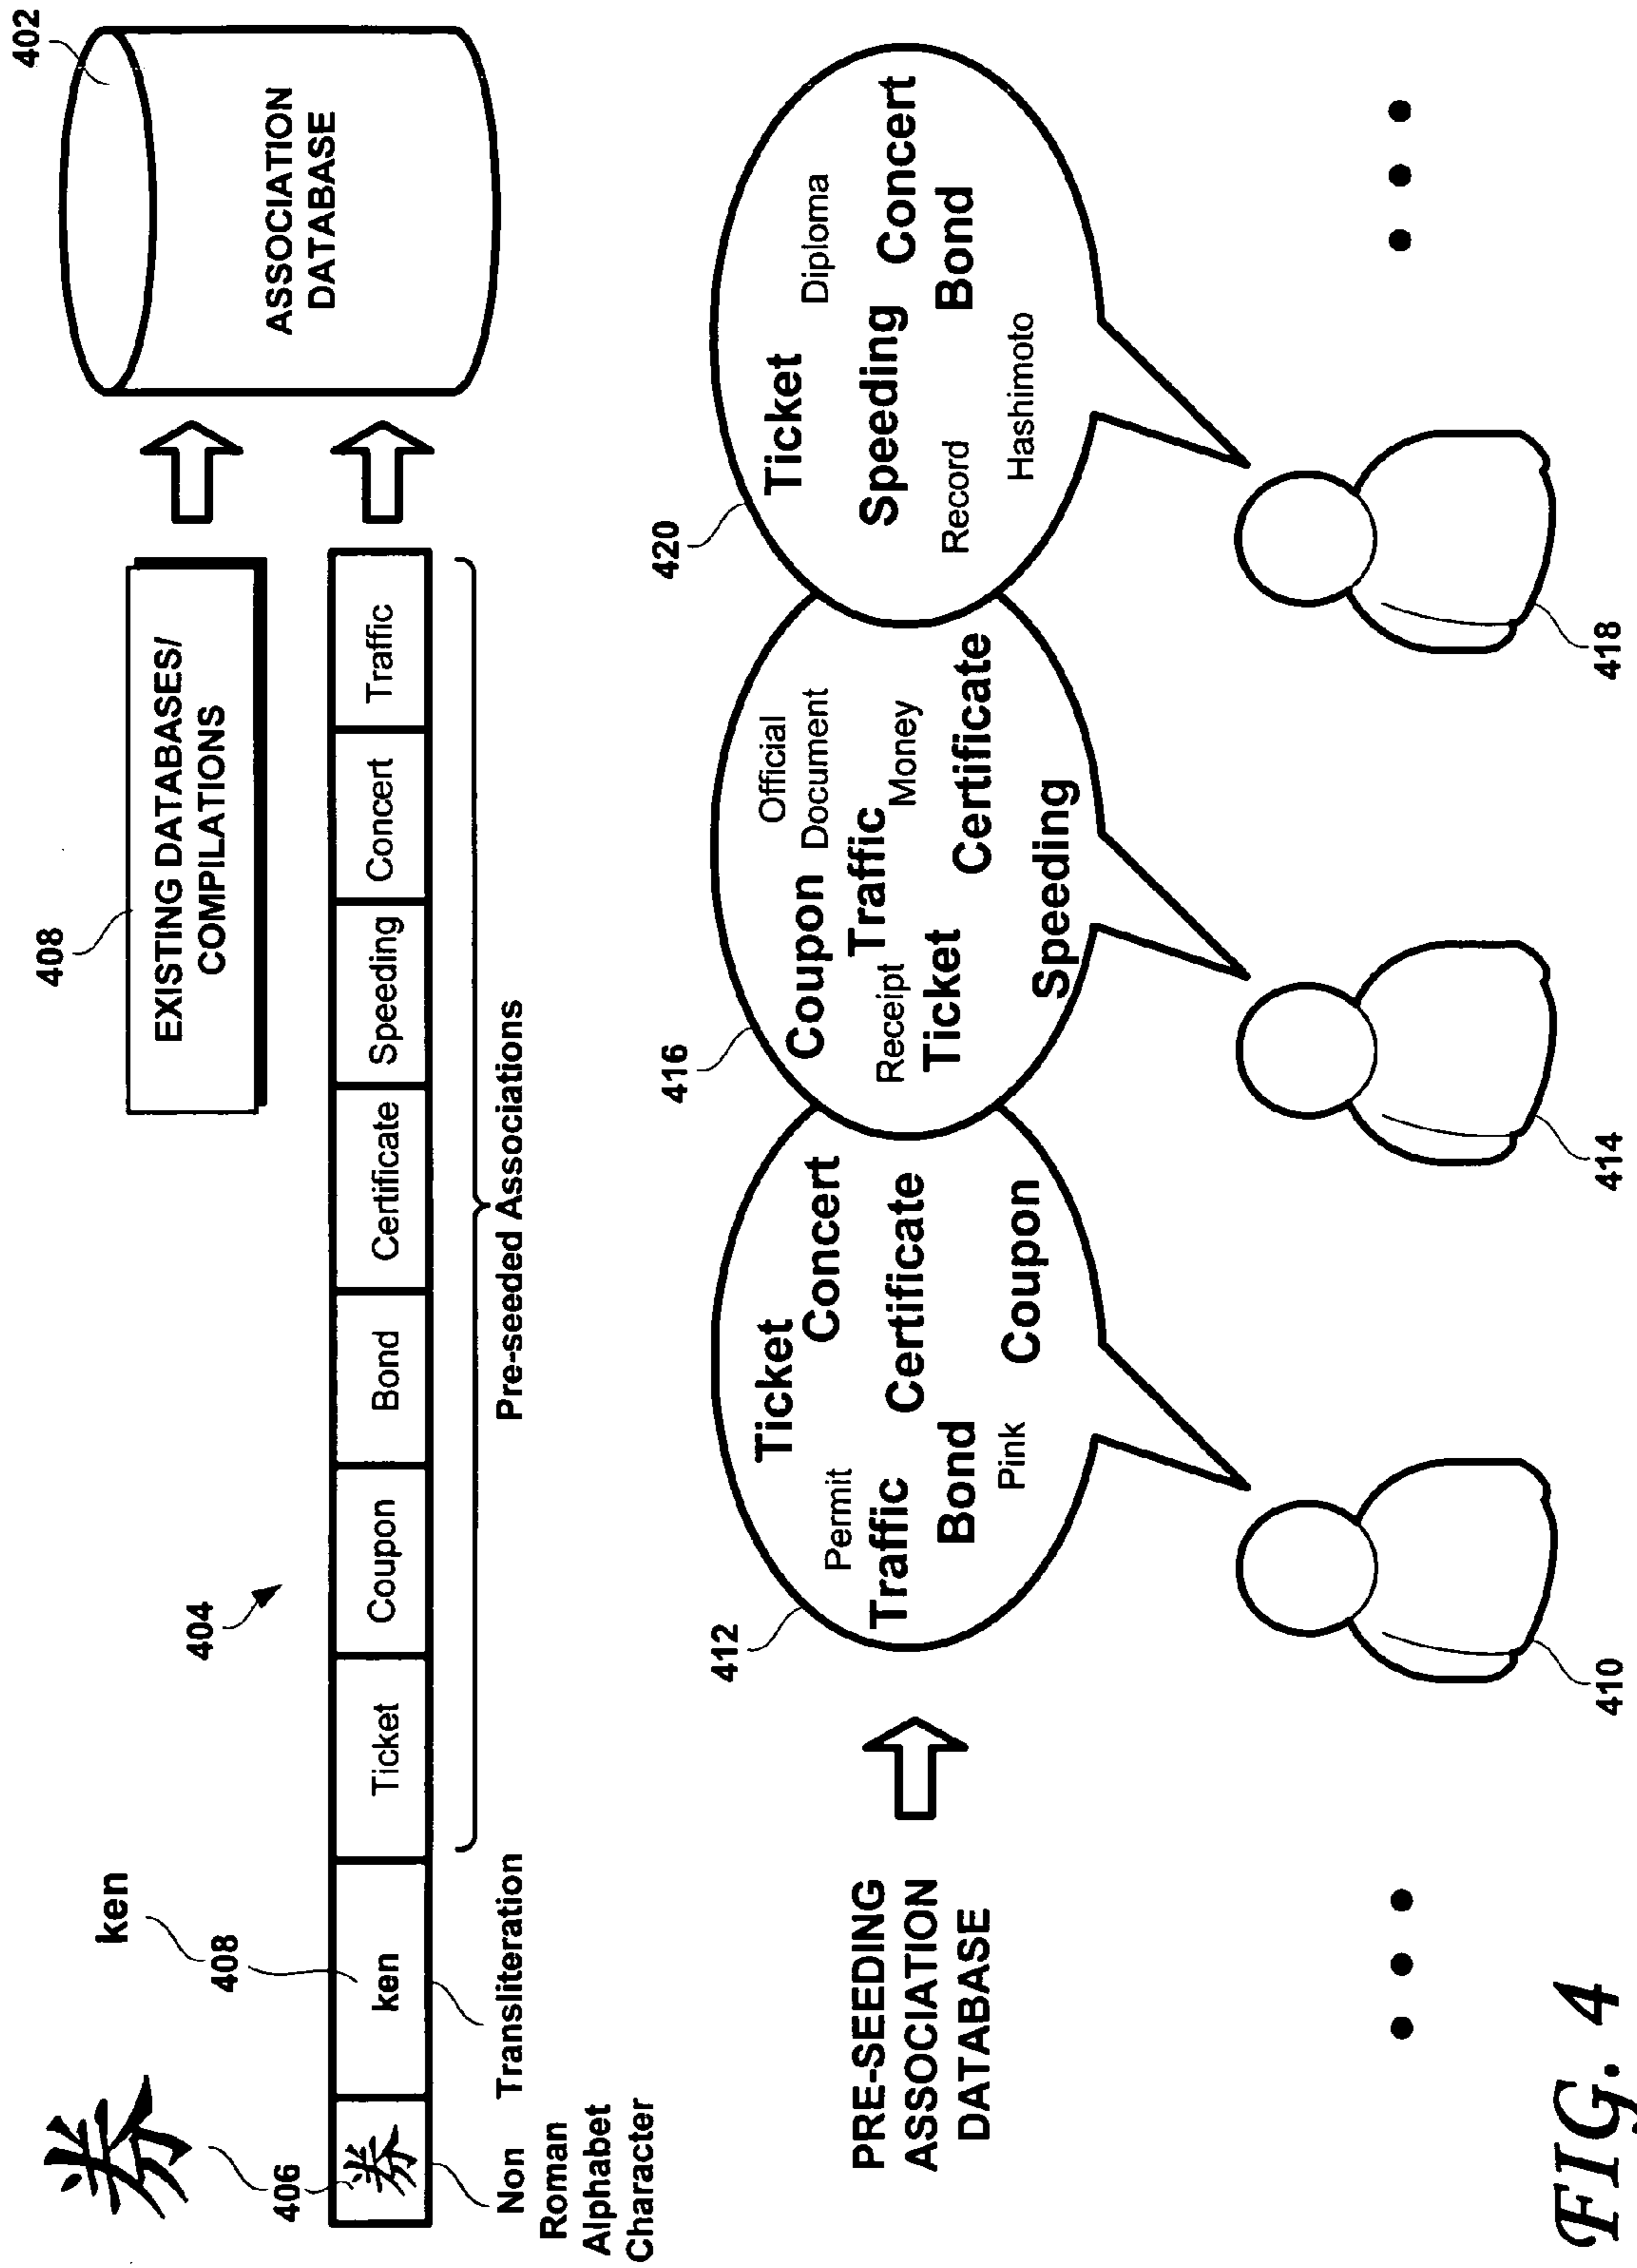 402
券
ken
408
EXISTING DATABASES/
COMPILATIONS
ASSOCIATION
DATABASE
406
408
404
券
ken
Ticket
Coupon
Bond
Certificate
Speeding
Concert
Traffic
Non
Roman
Alphabet
Character
Transliteration
Pre-seeded Associations
PRE-SEEDING
ASSOCIATION
DATABASE
412
Ticket
Concert
Permit
Traffic
Certificate
Bond
Pink
Coupon
416
Official
Coupon Document
Traffic
Receipt
Money
Ticket
Certificate
Speeding
420
Ticket
Diploma
Speeding
Concert
Record
Bond
Hashimoto
410
414
418
FIG. 4